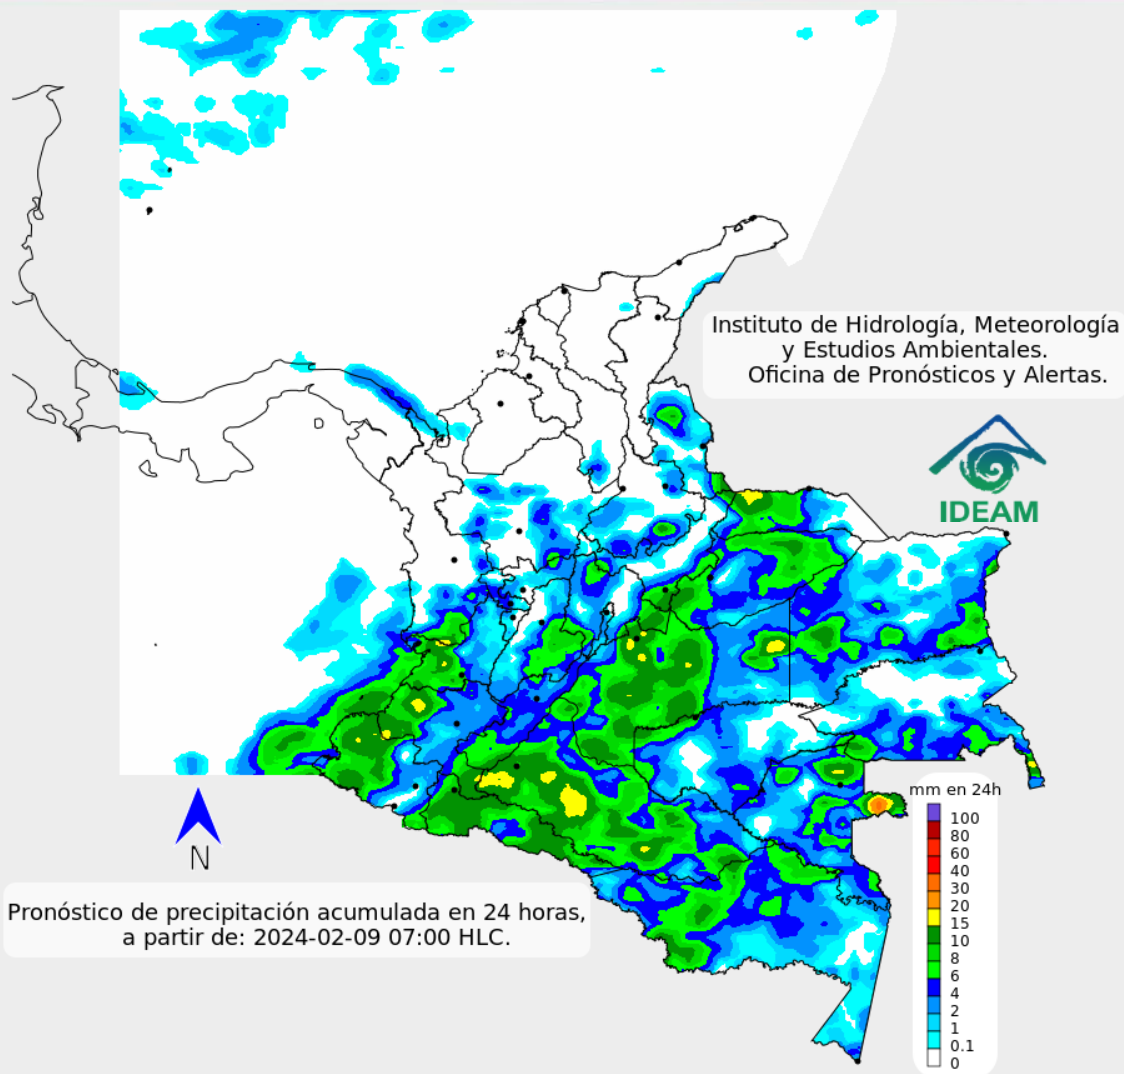 Instituto de Hidrología, Meteorología
y Estudios Ambientales.
Oficina de Pronósticos y Alertas.
IDEAM
mm en 24h
100
80
60
40
30
20
15
10
8
6
4
2
1
0.1
0
N
Pronóstico de precipitación acumulada en 24 horas,
a partir de: 2024-02-09 07:00 HLC.